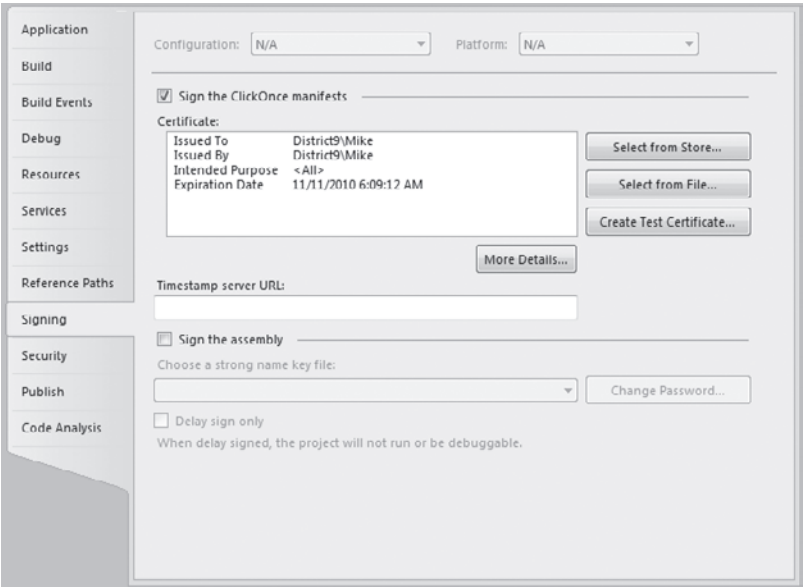 Application
Build
Build Events
Debug
Resources
Services
Settings
Reference Paths
Signing
Security
Publish
Code Analysis
Configuration: N/A Platform: N/A
Sign the ClickOnce manifests
Certificate:
Issued To District9\Mike
Issued By District9\Mike
Intended Purpose <All>
Expiration Date 11/11/2010 6:09:12 AM
Select from Store...
Select from File...
Create Test Certificate...
More Details...
Timestamp server URL:
Sign the assembly
Choose a strong name key file:
Change Password...
Delay sign only
When delay signed, the project will not run or be debuggable.